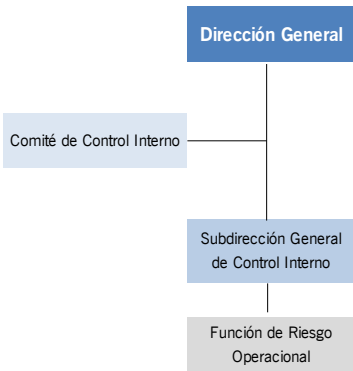 Dirección General
Comité de Control Interno
Subdirección General
de Control Interno
Función de Riesgo
Operacional